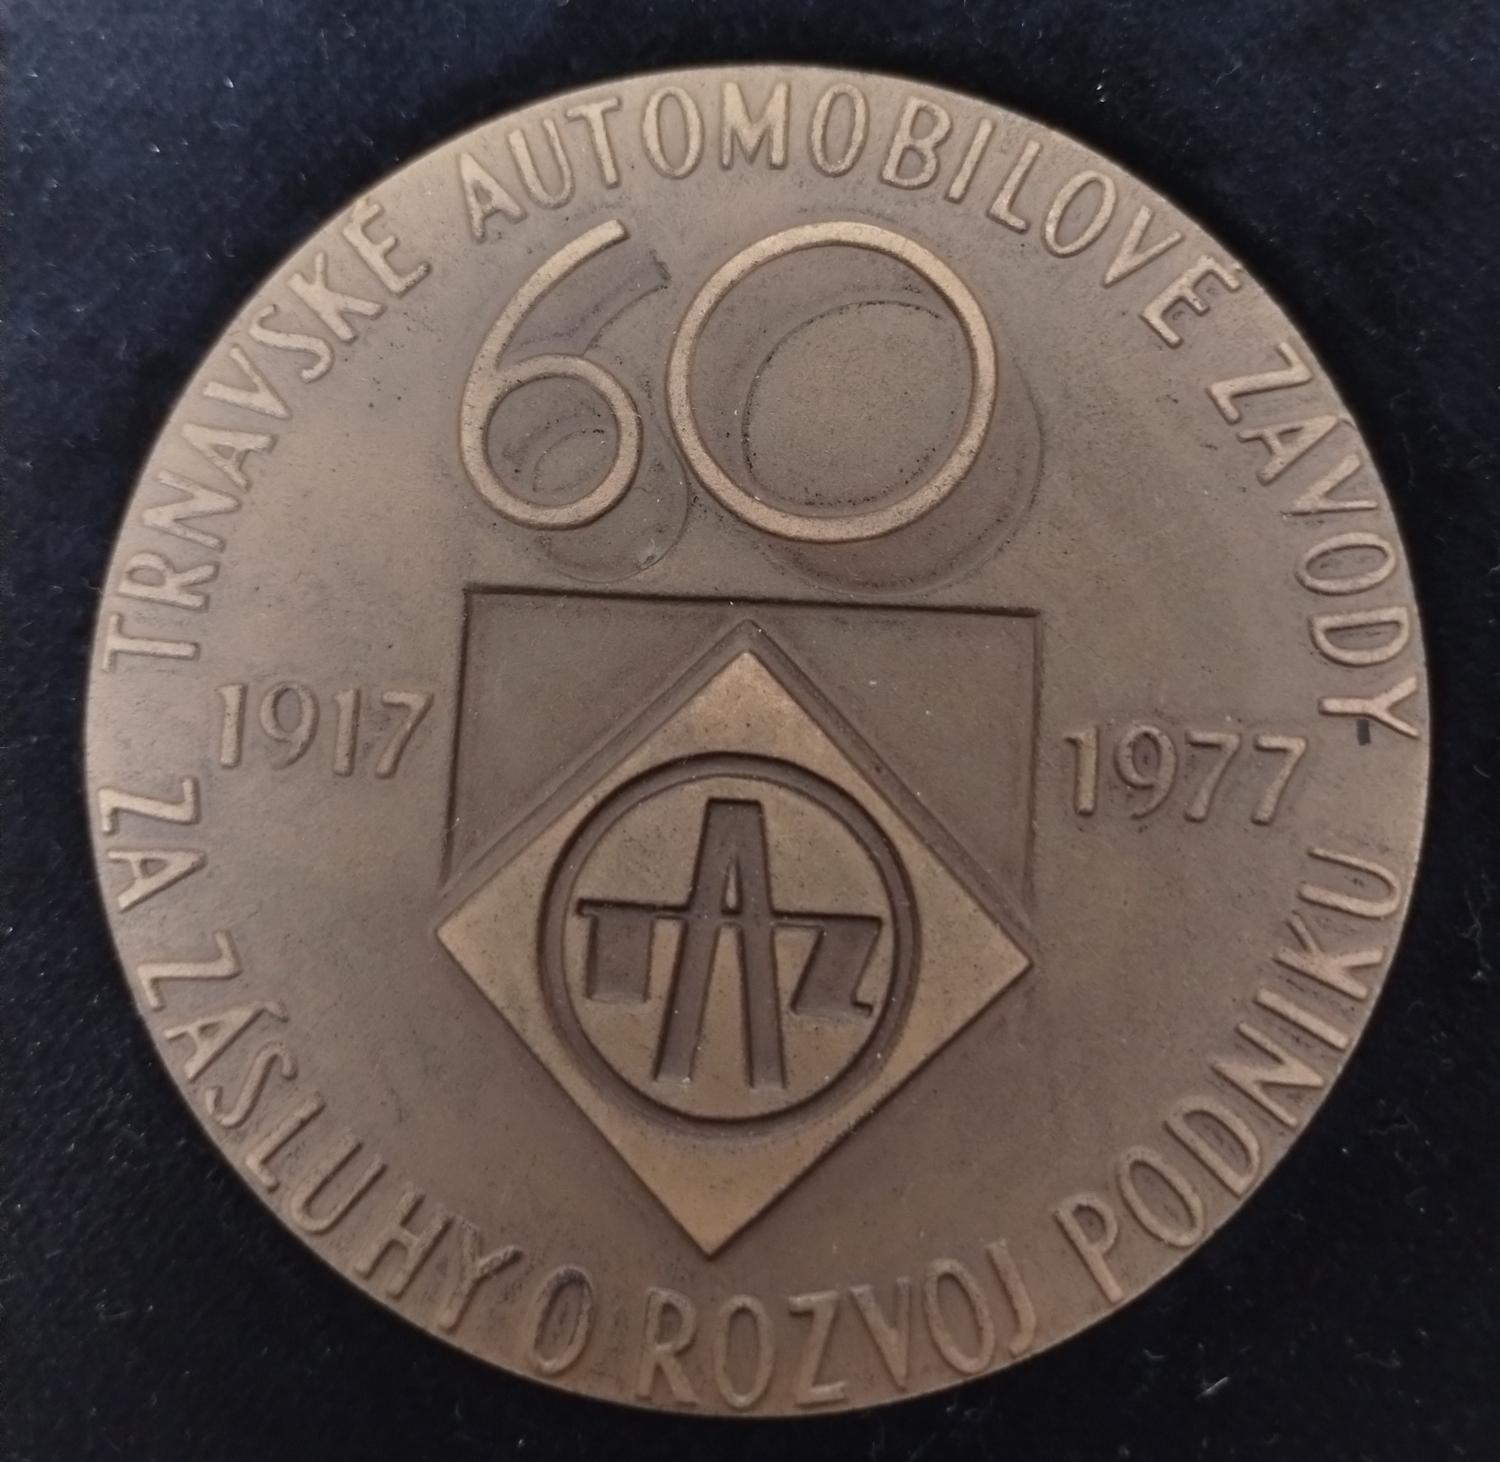 TRNAVSKÉ AUTOMOBILOVÉ ZÁVODY
60
1917
1977
TAZ
ZA ZÁSLUHY O ROZVOJ PODNIKU